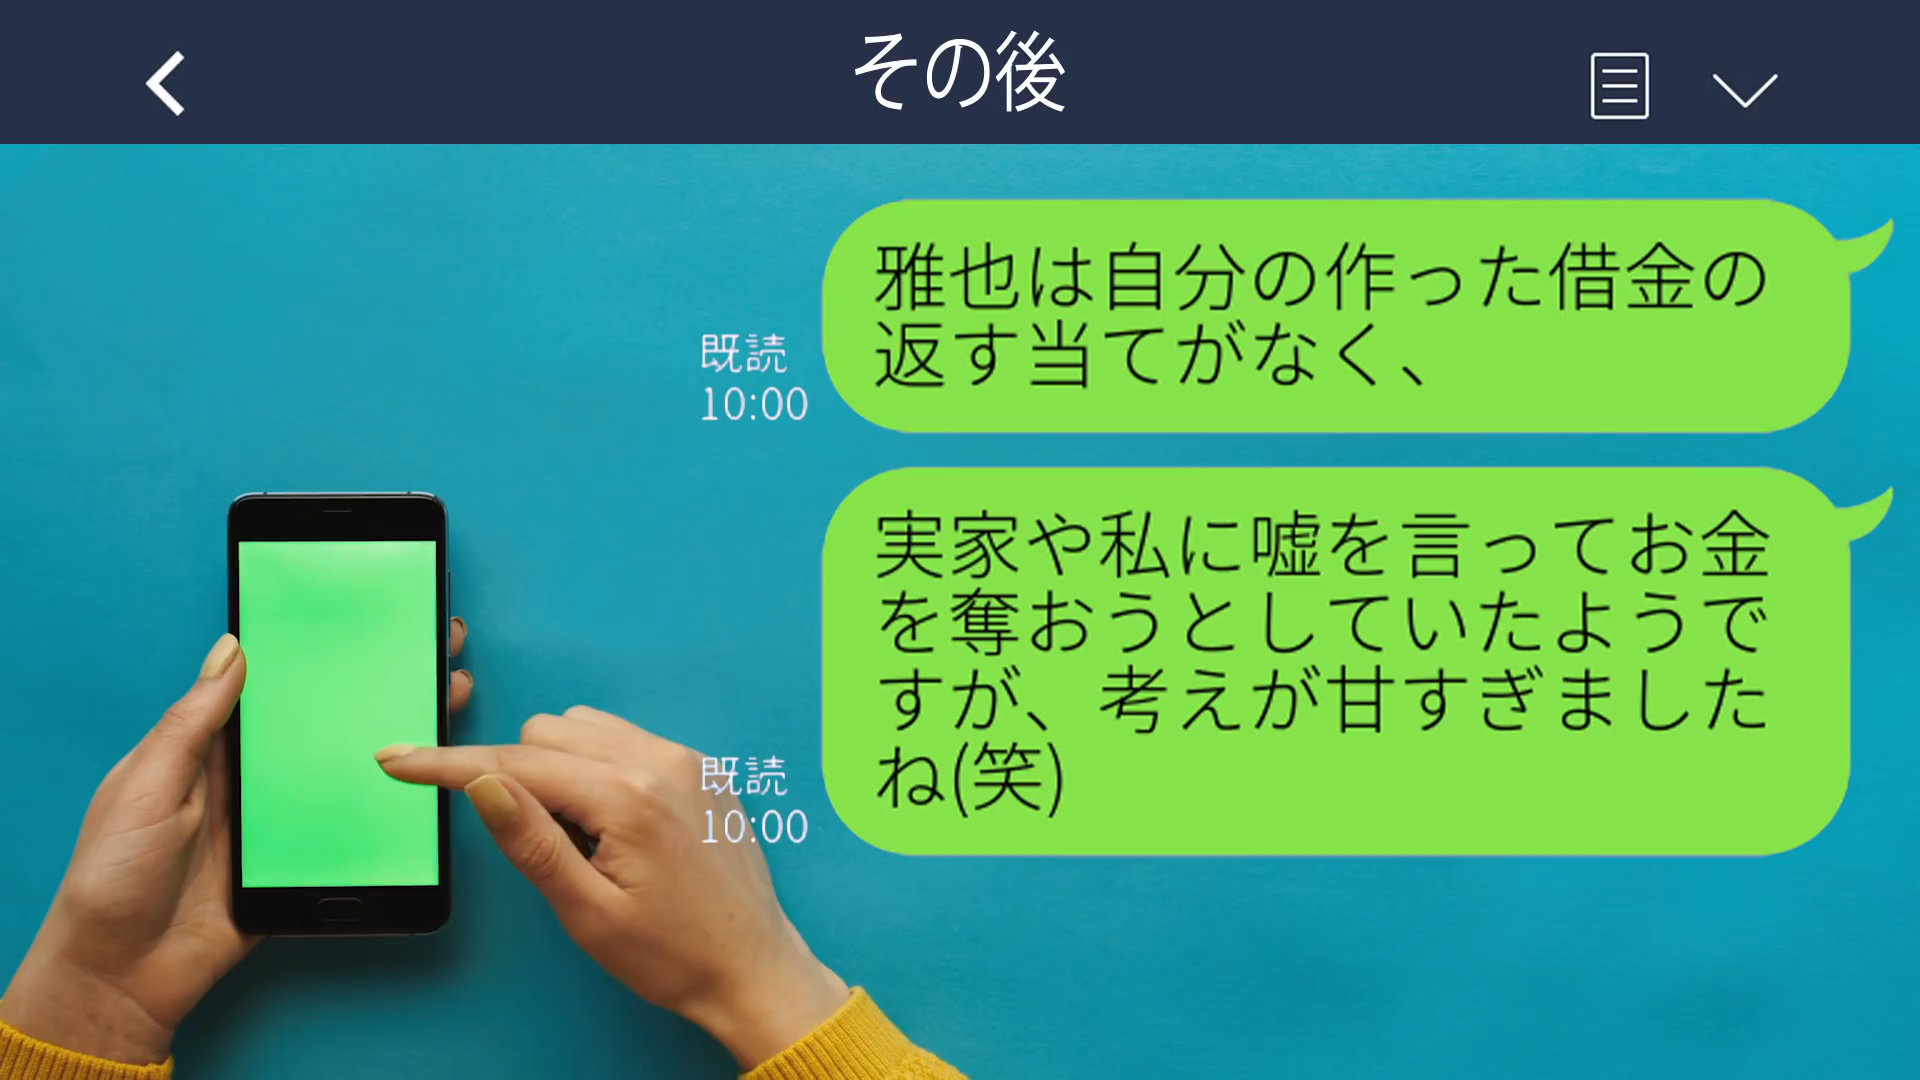 その後
雅也は自分の作った借金の
返す当てがなく、
既読
10:00
実家や私に嘘を言ってお金
を奪おうとしていたようで
すが、考えが甘すぎました
ね(笑)
既読
10:00